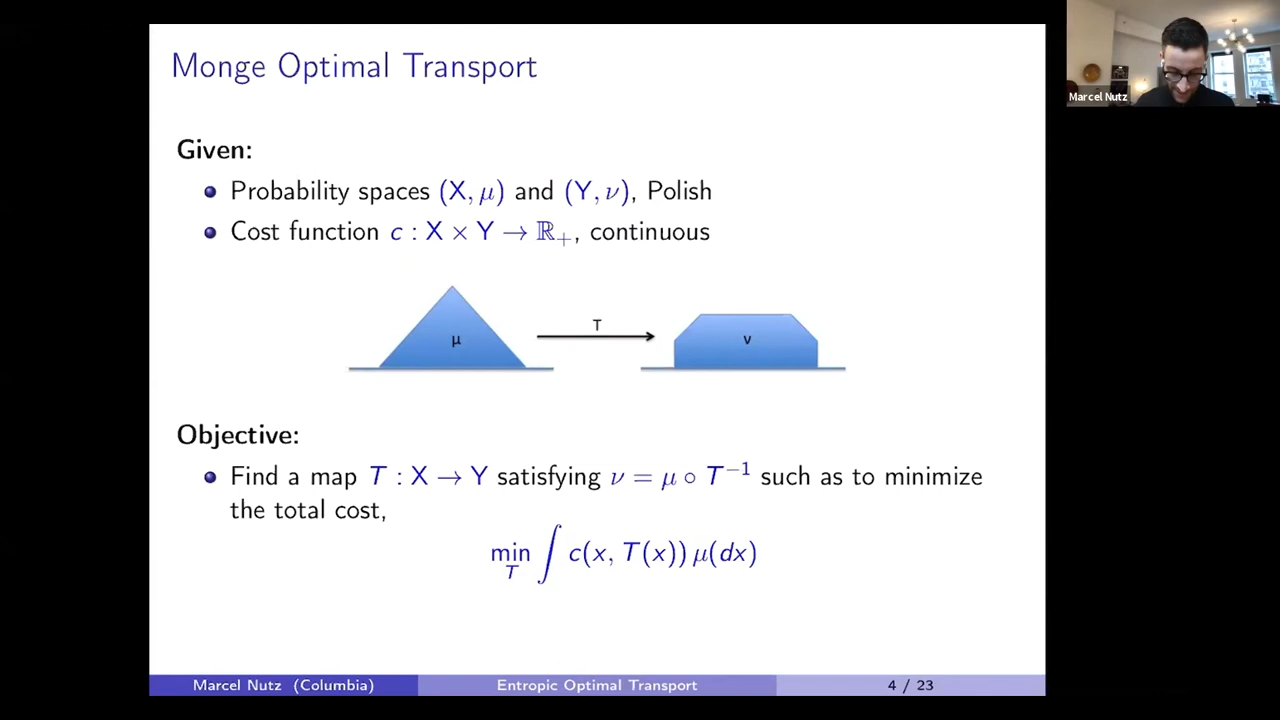 Monge Optimal Transport
Marcel Nutz
Given:
Probability spaces (X, μ) and (Y, ν), Polish
Cost function c : X × Y → ℝ₊, continuous
μ
T
ν
Objective:
Find a map T : X → Y satisfying ν = μ ∘ T⁻¹ such as to minimize
the total cost,
min_T ∫ c(x, T(x)) μ(dx)
Marcel Nutz (Columbia) Entropic Optimal Transport 4 / 23